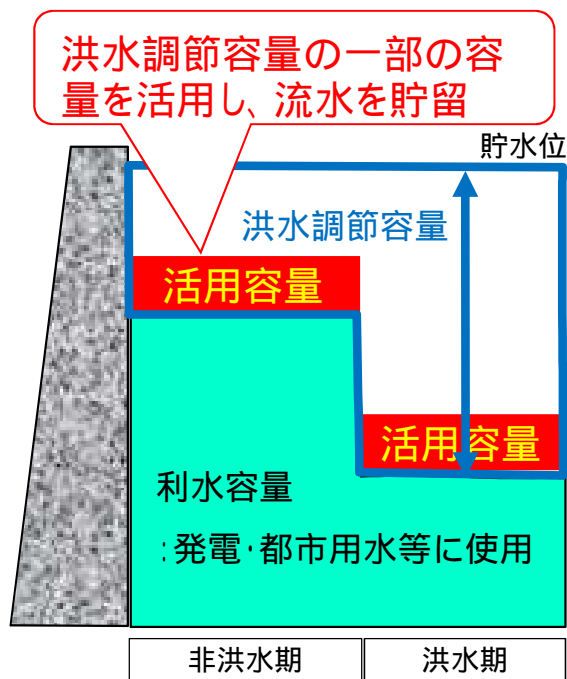 洪水調節容量の一部の容
量を活用し、流水を貯留
貯水位
洪水調節容量
活用容量
活用容量
利水容量
:発電・都市用水等に使用
非洪水期
洪水期